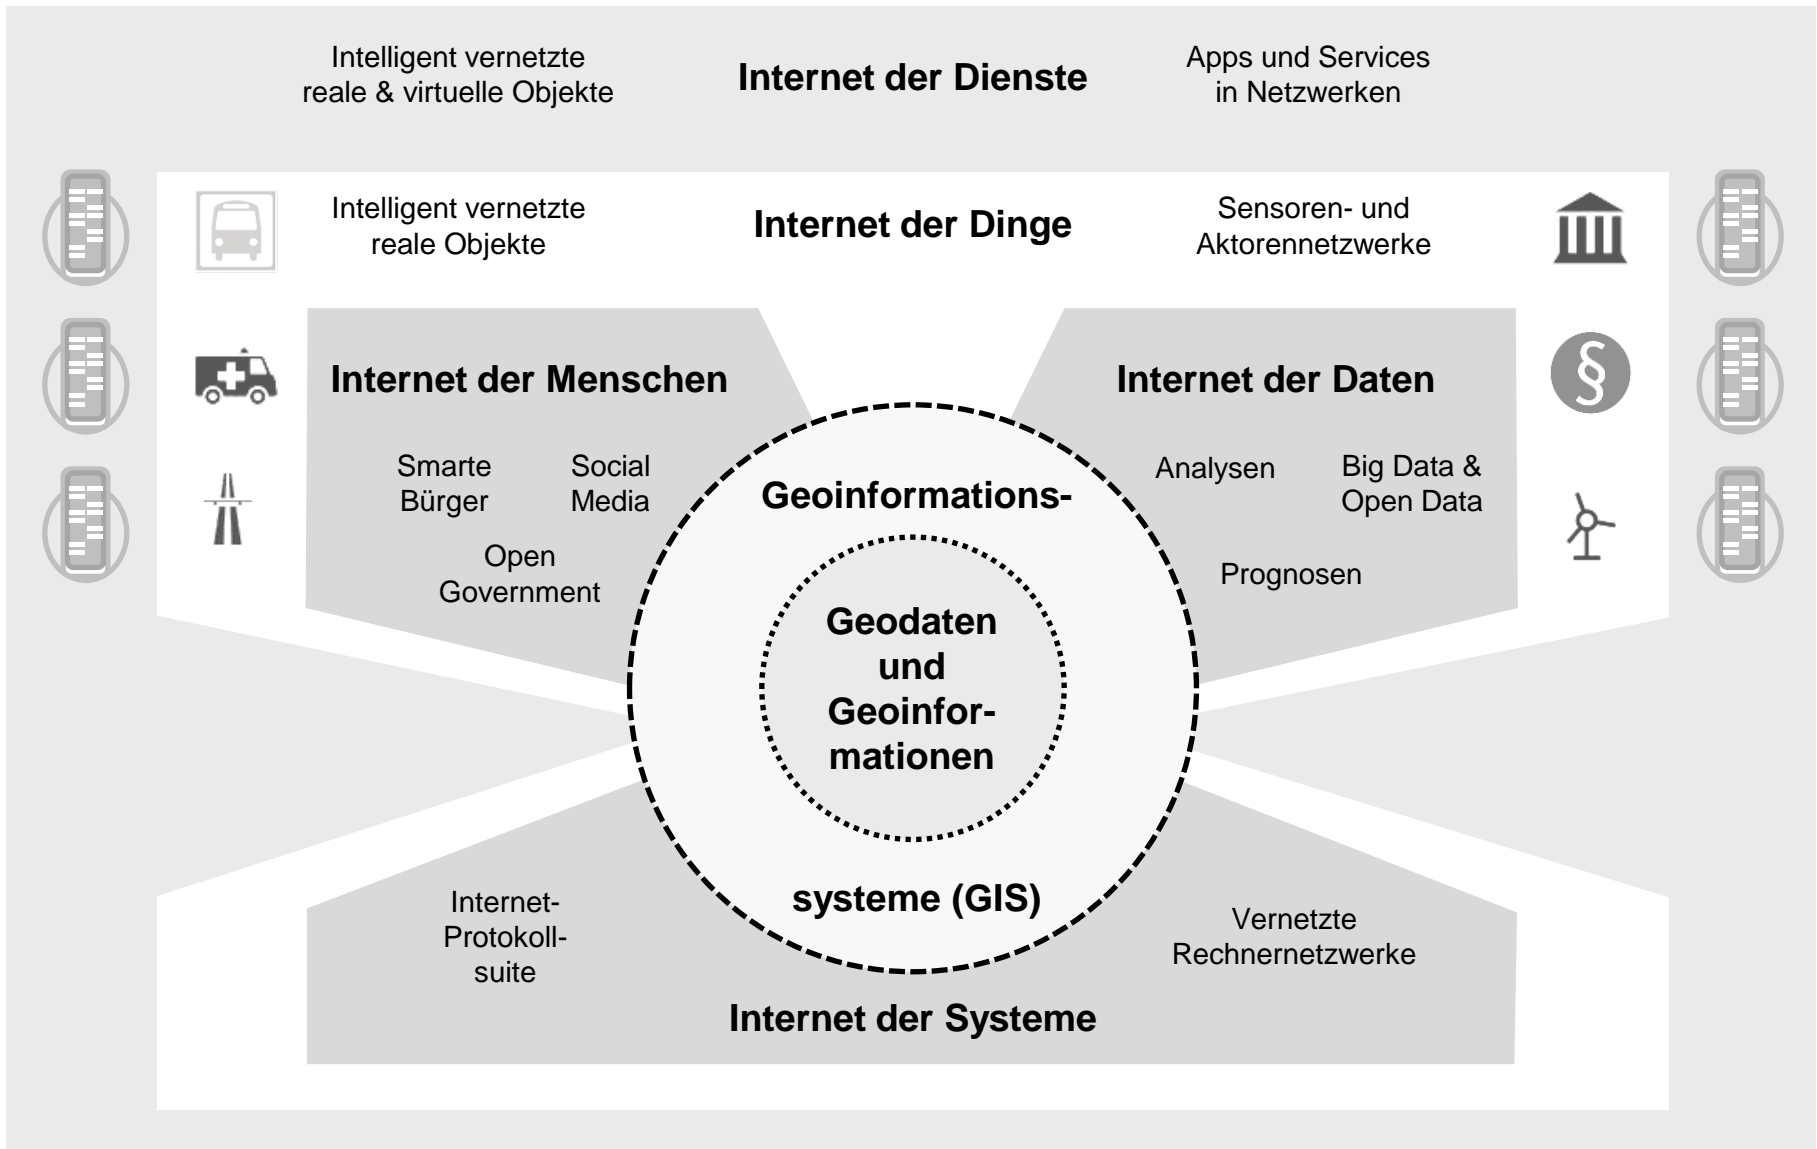 Intelligent vernetzte
reale & virtuelle Objekte
Internet der Dienste
Apps und Services
in Netzwerken
Intelligent vernetzte
reale Objekte
Internet der Dinge
Sensoren- und
Aktorennetzwerke
Internet der Menschen
Smarte
Bürger
Social
Media
Open
Government
Internet der Daten
Analysen
Big Data &
Open Data
Prognosen
§
Geoinformations-
Geodaten
und
Geoinfor-
mationen
systeme (GIS)
Internet-
Protokoll-
suite
Vernetzte
Rechnernetzwerke
Internet der Systeme